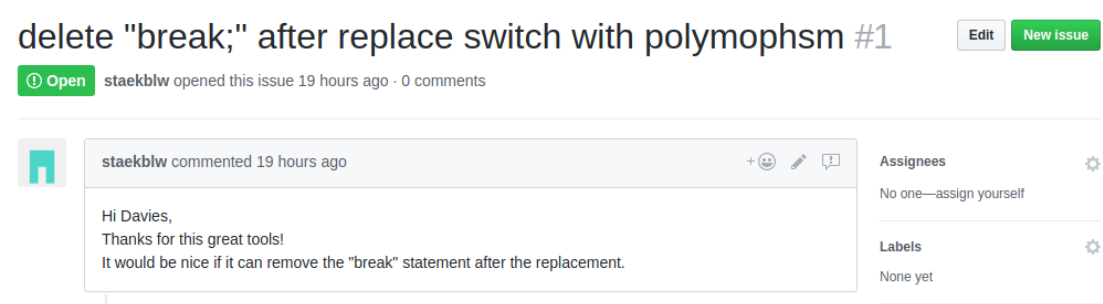 delete "break;" after replace switch with polymophsm #1
Edit
New issue
Open
staekblw opened this issue 19 hours ago · 0 comments
staekblw commented 19 hours ago
Hi Davies,
Thanks for this great tools!
It would be nice if it can remove the "break" statement after the replacement.
Assignees
No one—assign yourself
Labels
None yet